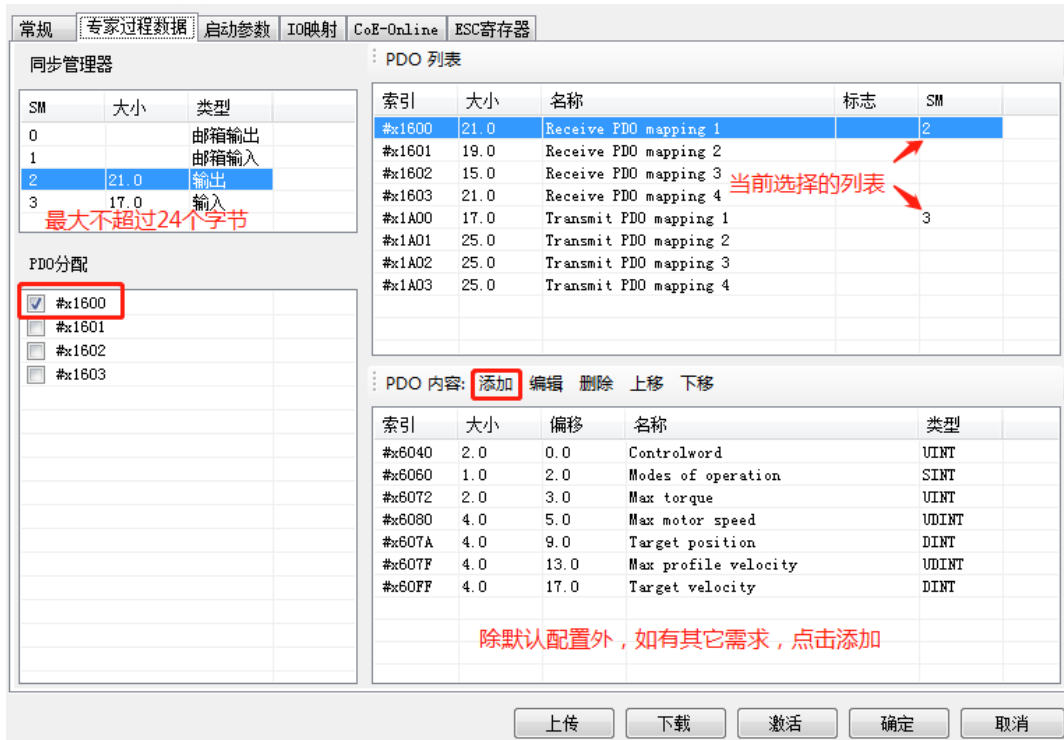 常规 专家过程数据 启动参数 IO映射 CoE-Online ESC寄存器
同步管理器
SM 大小 类型
0 邮箱输出
1 邮箱输入
2 21.0 输出
3 17.0 输入
最大不超过24个字节
PDO分配
#x1600
#x1601
#x1602
#x1603
PDO 列表
索引 大小 名称 标志 SM
#x1600 21.0 Receive PDO mapping 1 2
#x1601 19.0 Receive PDO mapping 2
#x1602 15.0 Receive PDO mapping 3
#x1603 21.0 Receive PDO mapping 4
#x1A00 17.0 Transmit PDO mapping 1 3
#x1A01 25.0 Transmit PDO mapping 2
#x1A02 25.0 Transmit PDO mapping 3
#x1A03 25.0 Transmit PDO mapping 4
当前选择的列表
PDO 内容: 添加 编辑 删除 上移 下移
索引 大小 偏移 名称 类型
#x6040 2.0 0.0 Controlword UINT
#x6060 1.0 2.0 Modes of operation SINT
#x6072 2.0 3.0 Max torque UINT
#x6080 4.0 5.0 Max motor speed UDINT
#x607A 4.0 9.0 Target position DINT
#x607F 4.0 13.0 Max profile velocity UDINT
#x60FF 4.0 17.0 Target velocity DINT
除默认配置外，如有其它需求，点击添加
上传 下载 激活 确定 取消